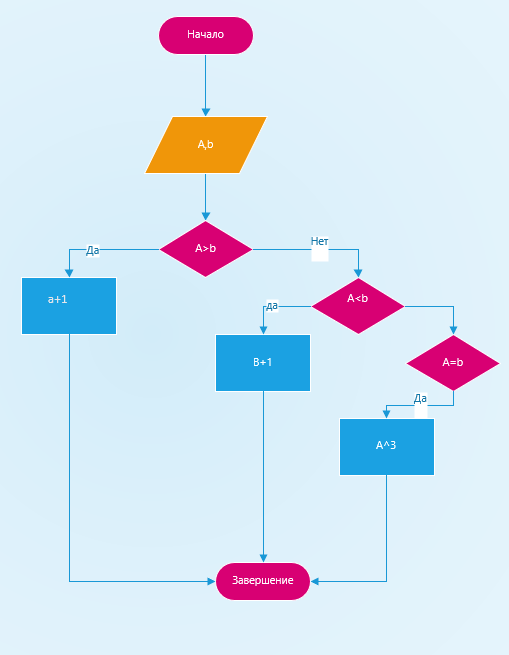 Начало
A,b
A>b
Да
Нет
a+1
A<b
да
B+1
A=b
Да
A^3
Завершение